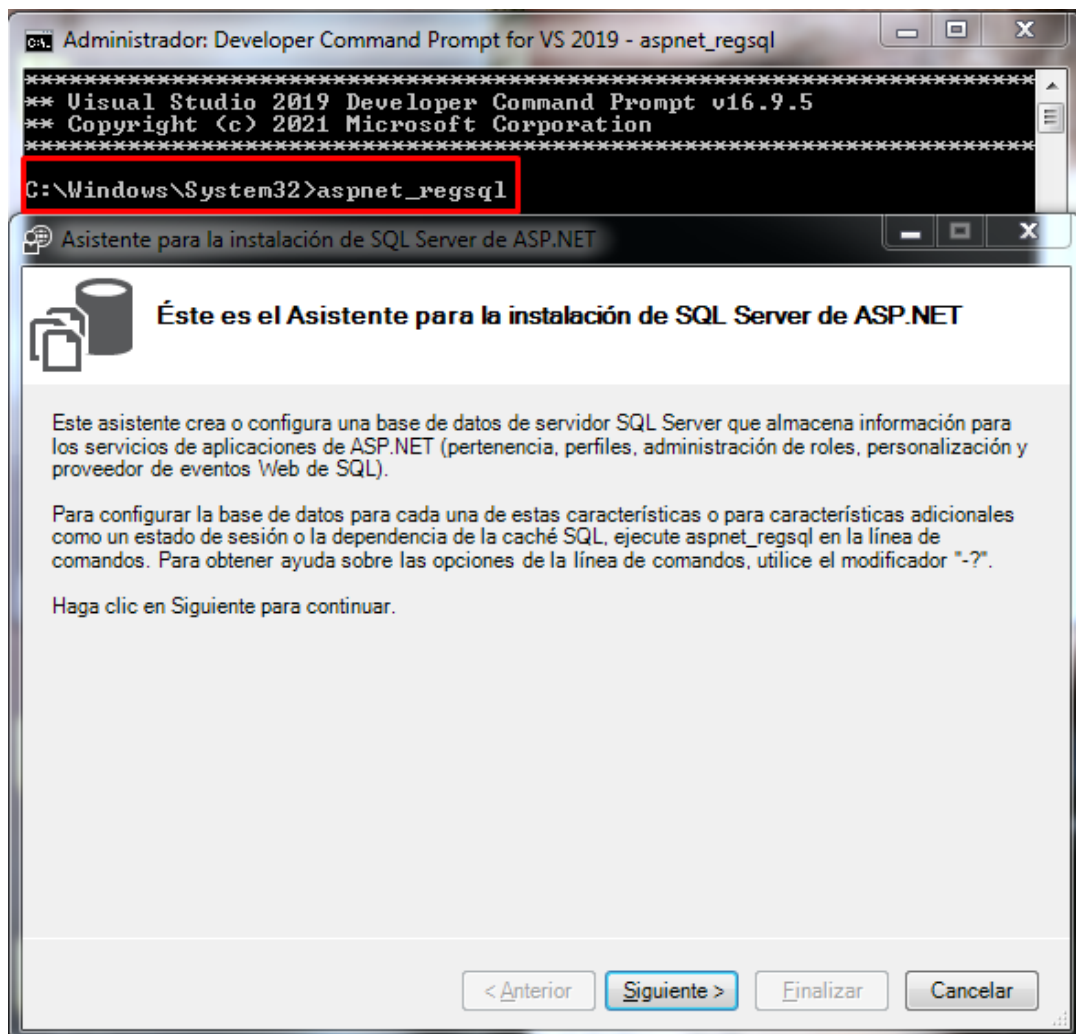 Administrador: Developer Command Prompt for VS 2019 - aspnet_regsql
**********************************************************************
** Visual Studio 2019 Developer Command Prompt v16.9.5
** Copyright (c) 2021 Microsoft Corporation
**********************************************************************
C:\Windows\System32>aspnet_regsql
Asistente para la instalación de SQL Server de ASP.NET
Éste es el Asistente para la instalación de SQL Server de ASP.NET
Este asistente crea o configura una base de datos de servidor SQL Server que almacena información para
los servicios de aplicaciones de ASP.NET (pertenencia, perfiles, administración de roles, personalización y
proveedor de eventos Web de SQL).
Para configurar la base de datos para cada una de estas características o para características adicionales
como un estado de sesión o la dependencia de la caché SQL, ejecute aspnet_regsql en la línea de
comandos. Para obtener ayuda sobre las opciones de la línea de comandos, utilice el modificador "-?".
Haga clic en Siguiente para continuar.
< Anterior Siguiente > Finalizar Cancelar